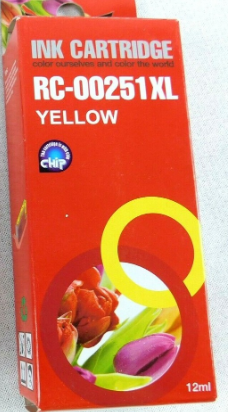 INK CARTRIDGE
color ourselves and color the world
RC-00251XL
YELLOW
CHIP
12ml